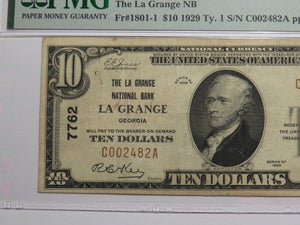 PMG
The La Grange NB
PAPER MONEY GUARANTY
Fr#1801-1 $10 1929 Ty. 1 S/N C002482A
NATIONAL CURRENCY
THE UNITED STATES OF
10
THE LA GRANGE
NATIONAL BANK
LA GRANGE
GEORGIA
WILL PAY TO THE BEARER ON DEMAND
TEN DOLLARS
C002482A
7762
SERIES OF
1929
10
TEN DOLLARS